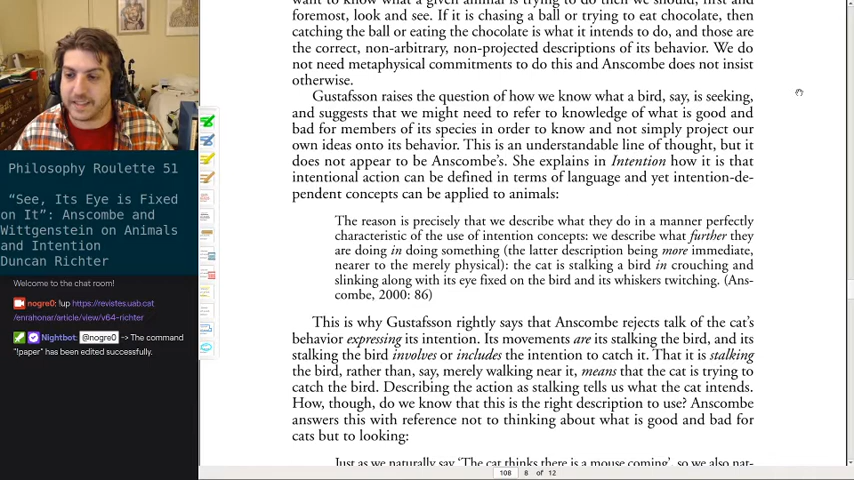 want to know what a given animal is trying to do then we should, first and
foremost, look and see. If it is chasing a ball or trying to eat chocolate, then
catching the ball or eating the chocolate is what it intends to do, and those are
the correct, non-arbitrary, non-projected descriptions of its behavior. We do
not need metaphysical commitments to do this and Anscombe does not insist
otherwise.
Gustafsson raises the question of how we know what a bird, say, is seeking,
and suggests that we might need to refer to knowledge of what is good and
bad for members of its species in order to know and not simply project our
own ideas onto its behavior. This is an understandable line of thought, but it
does not appear to be Anscombe's. She explains in Intention how it is that
intentional action can be defined in terms of language and yet intention-de-
pendent concepts can be applied to animals:
The reason is precisely that we describe what they do in a manner perfectly
characteristic of the use of intention concepts: we describe what further they
are doing in doing something (the latter description being more immediate,
nearer to the merely physical): the cat is stalking a bird in crouching and
slinking along with its eye fixed on the bird and its whiskers twitching. (Ans-
combe, 2000: 86)
This is why Gustafsson rightly says that Anscombe rejects talk of the cat's
behavior expressing its intention. Its movements are its stalking the bird, and its
stalking the bird involves or includes the intention to catch it. That it is stalking
the bird, rather than, say, merely walking near it, means that the cat is trying to
catch the bird. Describing the action as stalking tells us what the cat intends.
How, though, do we know that this is the right description to use? Anscombe
answers this with reference not to thinking about what is good and bad for
cats but to looking:
Just as we naturally say 'The cat thinks there is a mouse coming', so we also nat-
108 8 of 12
Philosophy Roulette 51
"See, Its Eye is Fixed
on It": Anscombe and
Wittgenstein on Animals
and Intention
Duncan Richter
Welcome to the chat room!
nogre0: !up https://revistes.uab.cat
/enrahonar/article/view/v64-richter
Nightbot: @nogre0 -> The command
!paper" has been edited successfully.